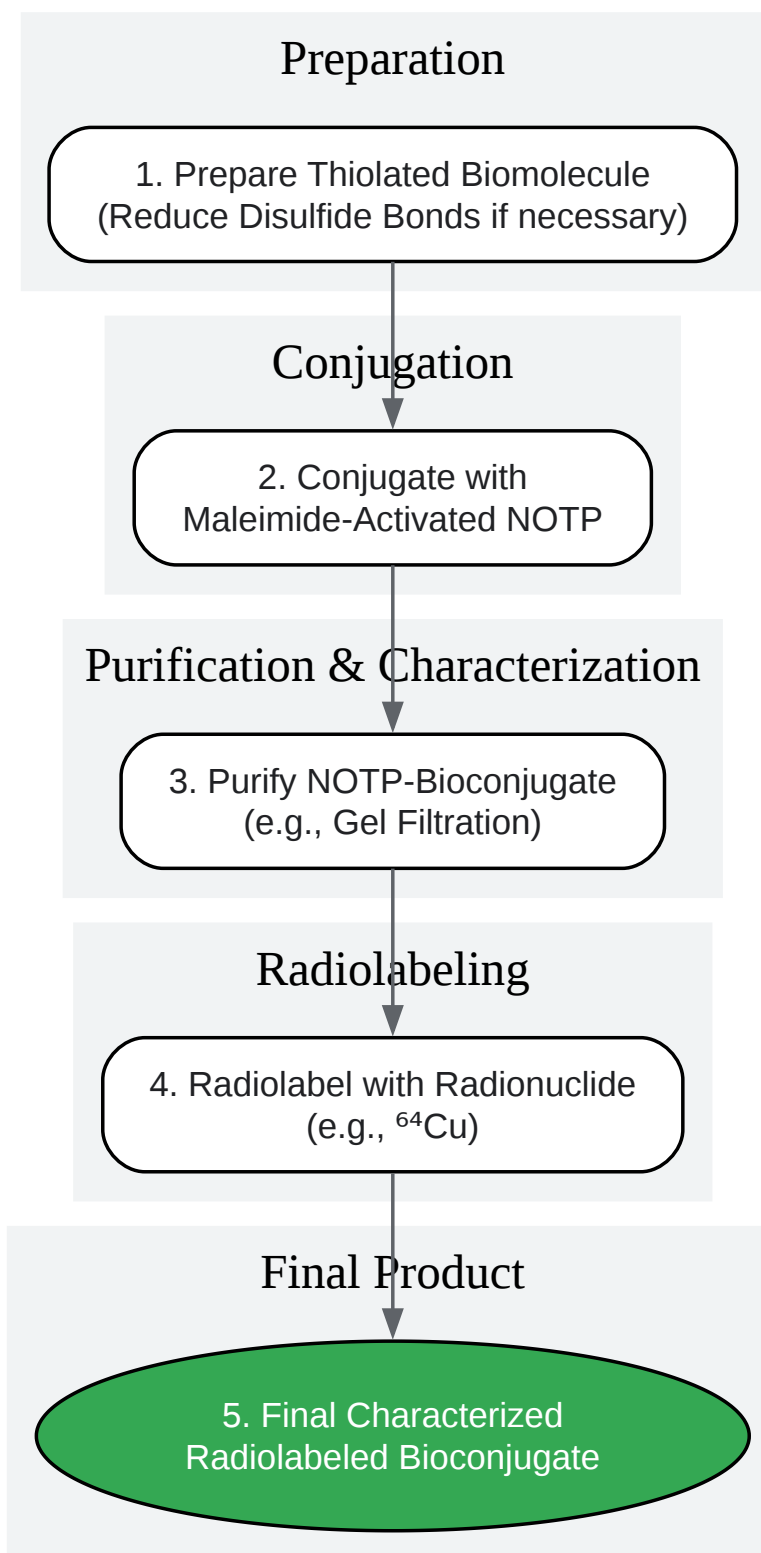 Preparation
1. Prepare Thiolated Biomolecule
(Reduce Disulfide Bonds if necessary)
Conjugation
2. Conjugate with
Maleimide-Activated NOTP
Purification & Characterization
3. Purify NOTP-Bioconjugate
(e.g., Gel Filtration)
Radiolabeling
4. Radiolabel with Radionuclide
(e.g., ⁶⁴Cu)
Final Product
5. Final Characterized
Radiolabeled Bioconjugate